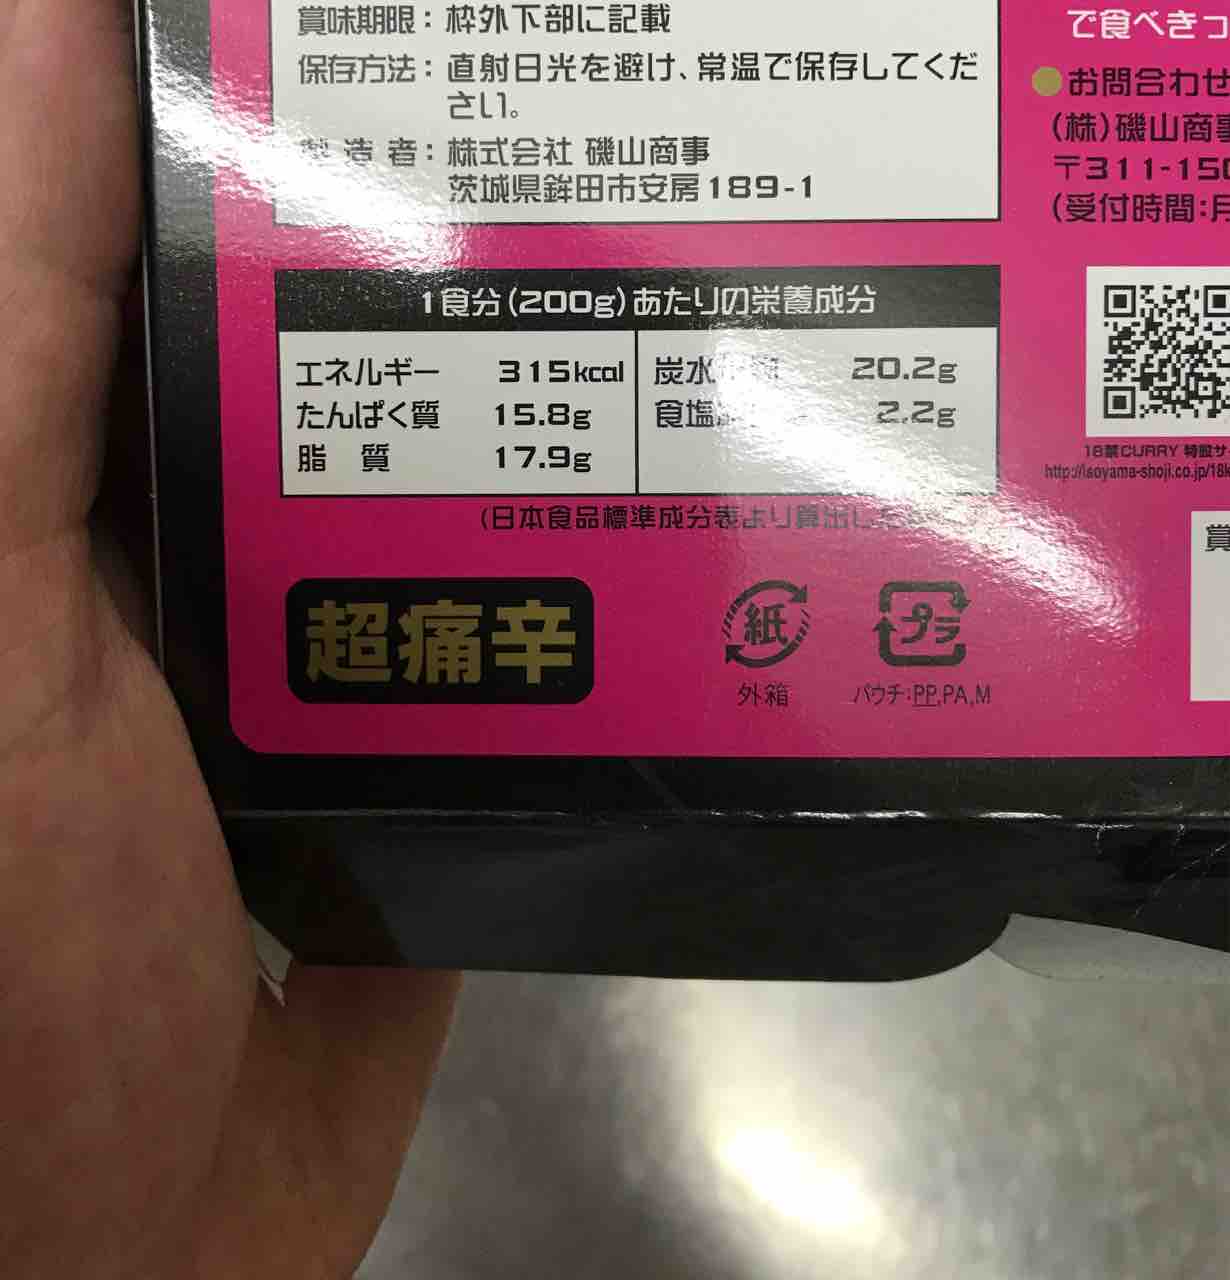 賞味期限：枠外下部に記載
保存方法：直射日光を避け、常温で保存してくだ
さい。
製造者：株式会社 磯山商事
茨城県鉾田市安房189-1
で食べきっ
お問合わせ
(株)磯山商事
〒311-150
(受付時間:月
1食分(200g)あたりの栄養成分
エネルギー 315kcal
たんぱく質 15.8g
脂 質 17.9g
炭水 20.2g
食塩 2.2g
(日本食品標準成分表より算出し
18禁CURRY 特設サ
http://isoyama-shoji.co.jp/18k
賞
超痛辛
紙
外箱
プラ
パウチ:PP,PA,M